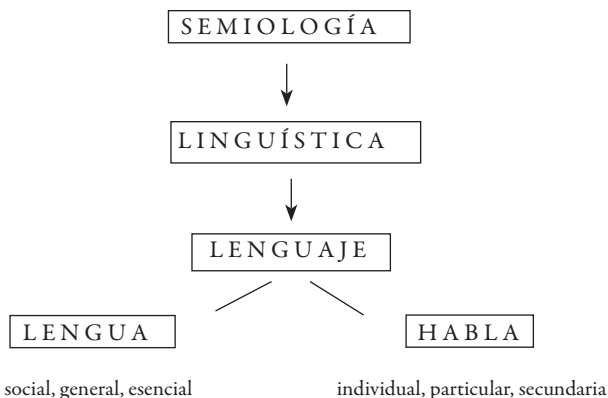 SEMIOLOGÍA
LINGUÍSTICA
LENGUAJE
LENGUA HABLA
social, general, esencial individual, particular, secundaria